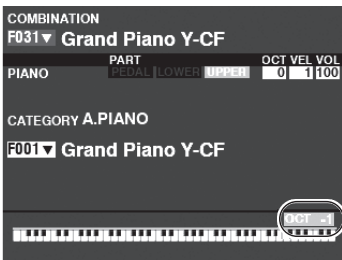 COMBINATION
F031▼ Grand Piano Y-CF
PART OCT VEL VOL
PIANO PEDAL LOWER UPPER 0 1 100
CATEGORY A.PIANO
F001▼ Grand Piano Y-CF
OCT -1